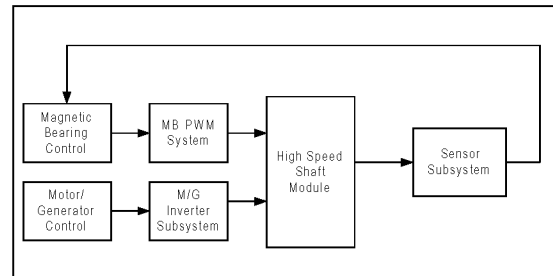 Magnetic
Bearing
Control
MB PWM
System
High Speed
Shaft
Module
Sensor
Subsystem
Motor/
Generator
Control
M/G
Inverter
Subsystem